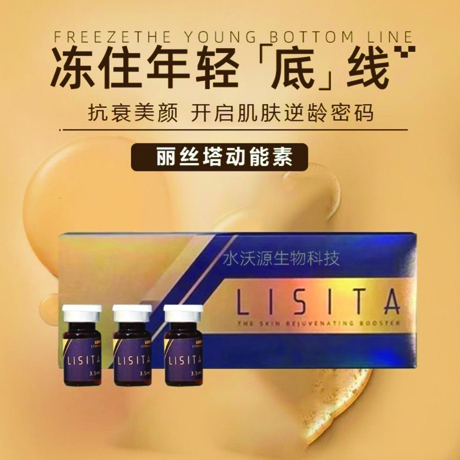 FREEZETHE YOUNG BOTTOM LINE
冻住年轻「底」线
抗衰美颜 开启肌肤逆龄密码
丽丝塔动能素
水沃源生物科技
LISITA
THE SKIN REJUVENATING BOOSTER
LISITA
LISITA
LISITA